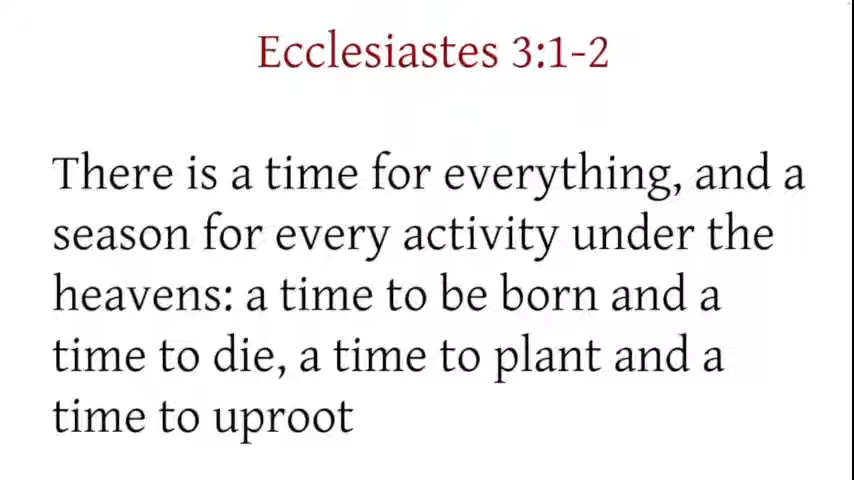 Ecclesiastes 3:1-2
There is a time for everything, and a
season for every activity under the
heavens: a time to be born and a
time to die, a time to plant and a
time to uproot